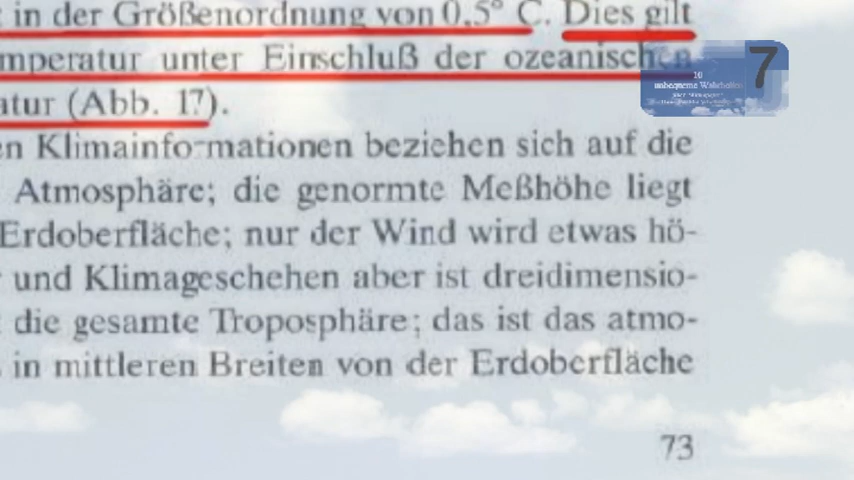 in der Größenordnung von 0,5° C. Dies gilt
mperatur unter Einschluß der ozeanischen
atur (Abb. 17).
en Klimainformationen beziehen sich auf die
Atmosphäre; die genormte Meßhöhe liegt
Erdoberfläche; nur der Wind wird etwas hö-
und Klimageschehen aber ist dreidimensio-
die gesamte Troposphäre; das ist das atmo-
in mittleren Breiten von der Erdoberfläche
73
10
unbequeme Wahrheiten
7